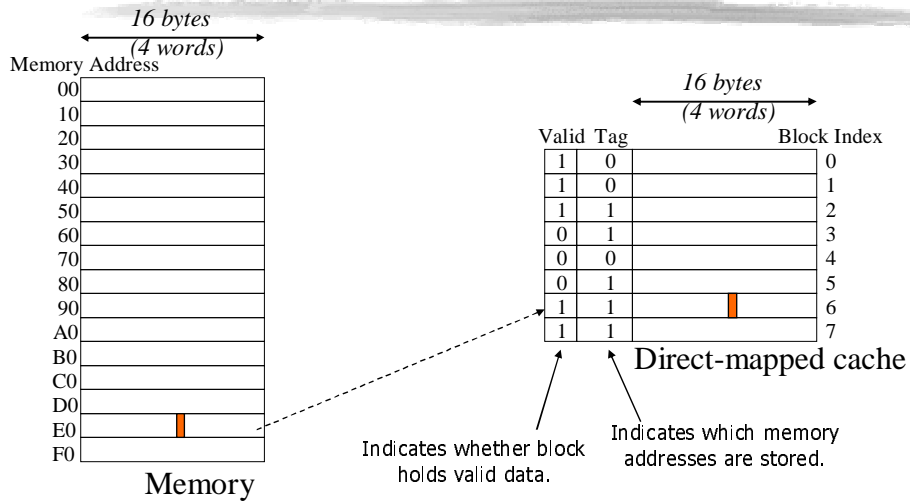 16 bytes
(4 words)
Memory Address
00
10
20
30
40
50
60
70
80
90
A0
B0
C0
D0
E0
F0
Memory
16 bytes
(4 words)
Valid Tag Block Index
1 0 0
1 0 1
1 1 2
0 1 3
0 0 4
0 1 5
1 1 6
1 1 7
Direct-mapped cache
Indicates whether block
holds valid data.
Indicates which memory
addresses are stored.